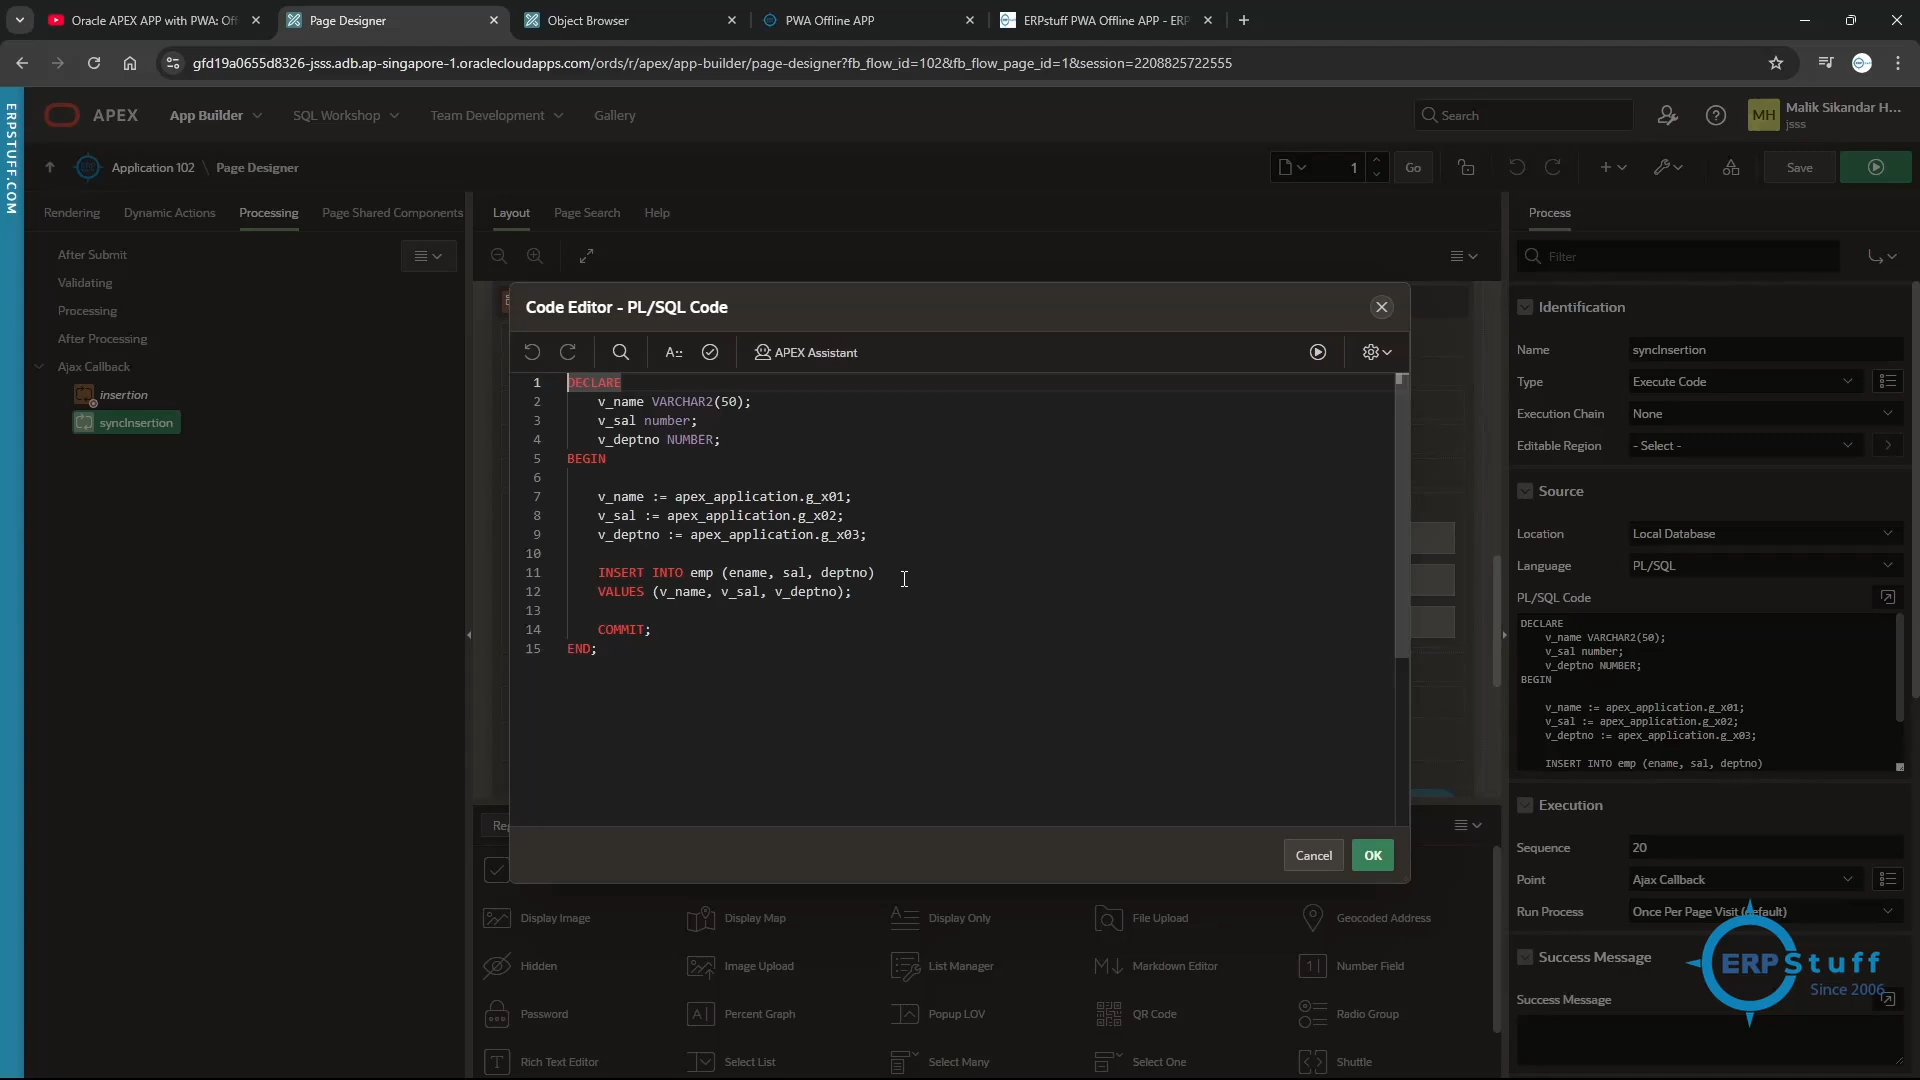 Oracle APEX APP with PWA: Of
Page Designer
Object Browser
PWA Offline APP
ERPstuff PWA Offline APP - ERP
gfd19a0655d8326-jsss.adb.ap-singapore-1.oraclecloudapps.com/ords/r/apex/app-builder/page-designer?fb_flow_id=102&fb_flow_page_id=1&session=2208825722555
ERPSTUFF.COM
APEX
App Builder
SQL Workshop
Team Development
Gallery
Search
MH
Malik Sikandar H...
jsss
Application 102 \ Page Designer
1
Go
Save
Rendering
Dynamic Actions
Processing
Page Shared Components
Layout
Page Search
Help
Process
After Submit
Validating
Processing
After Processing
Ajax Callback
insertion
syncInsertion
Filter
Code Editor - PL/SQL Code
A::
APEX Assistant
1 DECLARE
2 v_name VARCHAR2(50);
3 v_sal number;
4 v_deptno NUMBER;
5 BEGIN
6
7 v_name := apex_application.g_x01;
8 v_sal := apex_application.g_x02;
9 v_deptno := apex_application.g_x03;
10
11 INSERT INTO emp (ename, sal, deptno)
12 VALUES (v_name, v_sal, v_deptno);
13
14 COMMIT;
15 END;
Cancel
OK
Identification
Name syncInsertion
Type Execute Code
Execution Chain None
Editable Region - Select -
Source
Location Local Database
Language PL/SQL
PL/SQL Code
DECLARE
v_name VARCHAR2(50);
v_sal number;
v_deptno NUMBER;
BEGIN
v_name := apex_application.g_x01;
v_sal := apex_application.g_x02;
v_deptno := apex_application.g_x03;
INSERT INTO emp (ename, sal, deptno)
Execution
Sequence 20
Point Ajax Callback
Run Process Once Per Page Visit (default)
Success Message
Success Message
ERPStuff
Since 2006
Reg
Display Image
Display Map
Display Only
File Upload
Geocoded Address
Hidden
Image Upload
List Manager
Markdown Editor
Number Field
Password
Percent Graph
Popup LOV
QR Code
Radio Group
Rich Text Editor
Select List
Select Many
Select One
Shuttle